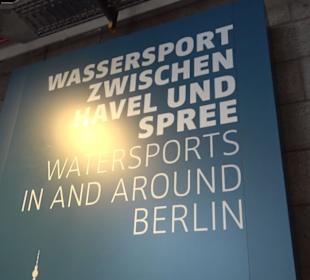 WASSERSPORT
ZWISCHEN
HAVEL UND
SPREE
WATERSPORTS
IN AND AROUND
BERLIN